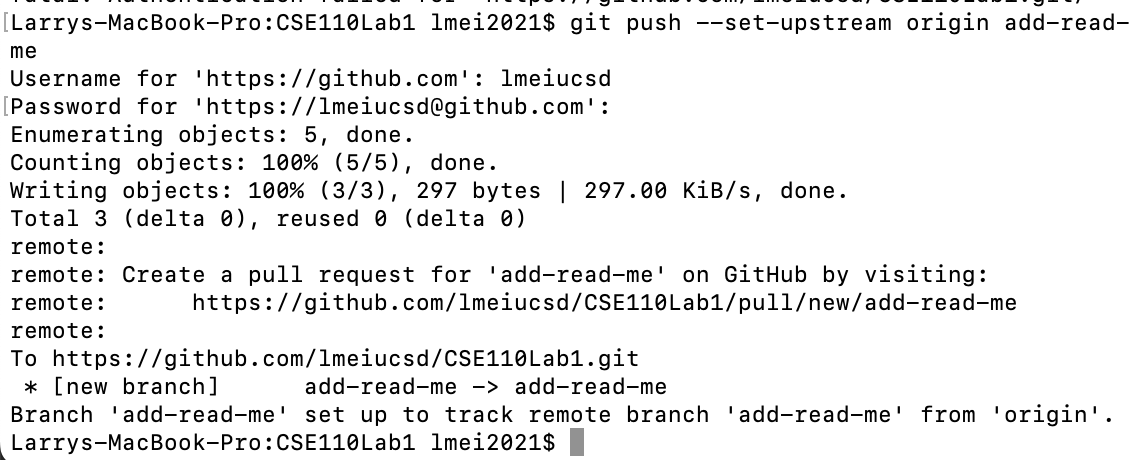 fatal: Authentication failed for 'https://github.com/lmeiucsd/CSE110Lab1.git/'
[Larrys-MacBook-Pro:CSE110Lab1 lmei2021$ git push --set-upstream origin add-read-
me
Username for 'https://github.com': lmeiucsd
[Password for 'https://lmeiucsd@github.com':
Enumerating objects: 5, done.
Counting objects: 100% (5/5), done.
Writing objects: 100% (3/3), 297 bytes | 297.00 KiB/s, done.
Total 3 (delta 0), reused 0 (delta 0)
remote:
remote: Create a pull request for 'add-read-me' on GitHub by visiting:
remote:      https://github.com/lmeiucsd/CSE110Lab1/pull/new/add-read-me
remote:
To https://github.com/lmeiucsd/CSE110Lab1.git
 * [new branch]      add-read-me -> add-read-me
Branch 'add-read-me' set up to track remote branch 'add-read-me' from 'origin'.
Larrys-MacBook-Pro:CSE110Lab1 lmei2021$